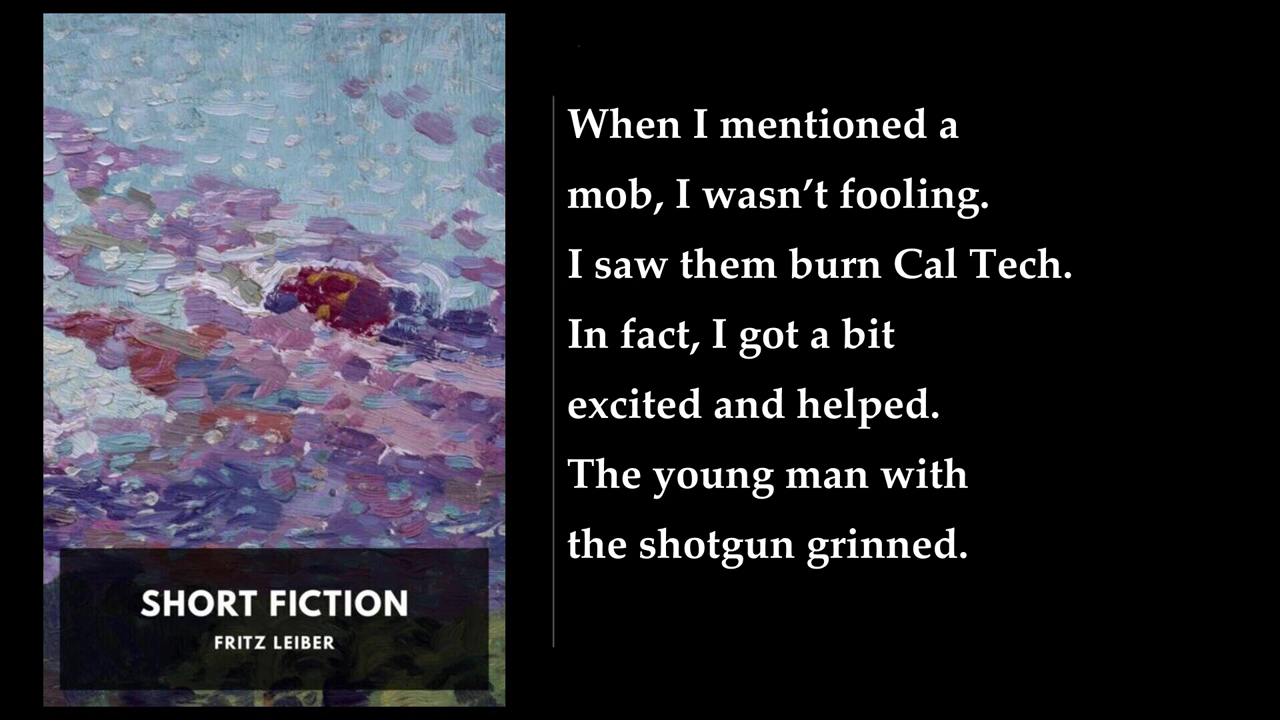 SHORT FICTION
FRITZ LEIBER
When I mentioned a
mob, I wasn’t fooling.
I saw them burn Cal Tech.
In fact, I got a bit
excited and helped.
The young man with
the shotgun grinned.